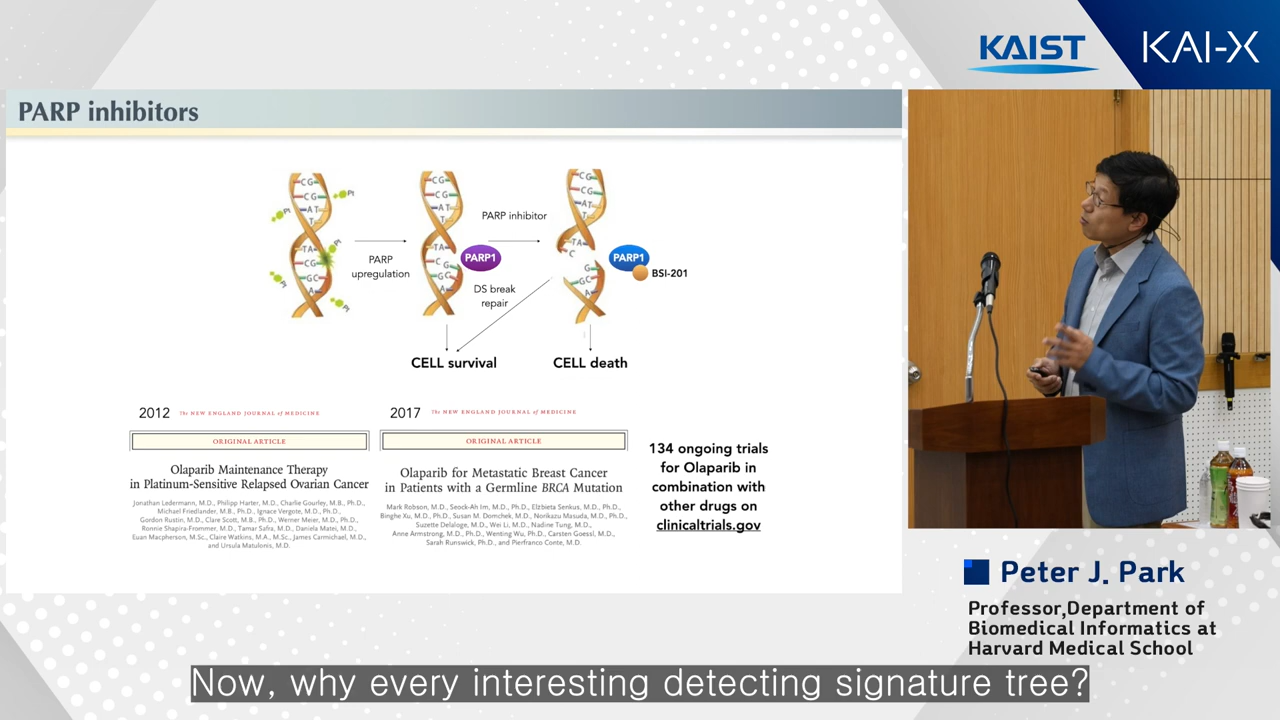 KAIST
KAI-X
PARP inhibitors
CG
CG
AT
T
TA
CG
GC
A
Pt
Pt
Pt
Pt
Pt
PARP
upregulation
CG
CG
AT
T
TA
CG
GC
A
PARP1
PARP inhibitor
DS break
repair
CG
CG
AT
T
TA
C
G
GC
A
PARP1
BSI-201
CELL survival
CELL death
2012 The NEW ENGLAND JOURNAL of MEDICINE
ORIGINAL ARTICLE
Olaparib Maintenance Therapy
in Platinum-Sensitive Relapsed Ovarian Cancer
Jonathan Ledermann, M.D., Philipp Harter, M.D., Charlie Gourley, M.B., Ph.D.,
Michael Friedlander, M.B., Ph.D., Ignace Vergote, M.D., Ph.D.,
Gordon Rustin, M.D., Clare Scott, M.B., Ph.D., Werner Meier, M.D., Ph.D.,
Ronnie Shapira-Frommer, M.D., Tamar Safra, M.D., Daniela Matei, M.D.,
Euan Macpherson, M.Sc., Claire Watkins, M.A., M.Sc., James Carmichael, M.D.,
and Ursula Matulonis, M.D.
2017 The NEW ENGLAND JOURNAL of MEDICINE
ORIGINAL ARTICLE
Olaparib for Metastatic Breast Cancer
in Patients with a Germline BRCA Mutation
Mark Robson, M.D., Seock-Ah Im, M.D., Ph.D., Elżbieta Senkus, M.D., Ph.D.,
Binghe Xu, M.D., Ph.D., Susan M. Domchek, M.D., Norikazu Masuda, M.D., Ph.D.,
Suzette Delaloge, M.D., Wei Li, M.D., Nadine Tung, M.D.,
Anne Armstrong, M.D., Ph.D., Wenting Wu, Ph.D., Carsten Goessl, M.D.,
Sarah Runswick, Ph.D., and Pierfranco Conte, M.D.
134 ongoing trials
for Olaparib in
combination with
other drugs on
clinicaltrials.gov
Peter J. Park
Professor,Department of
Biomedical Informatics at
Harvard Medical School
Now, why every interesting detecting signature tree?